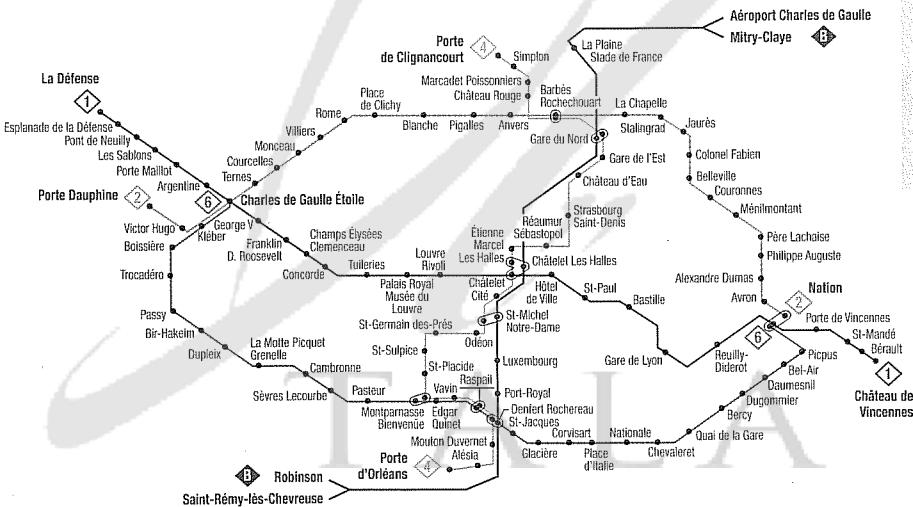 Aéroport Charles de Gaulle
Mitry-Claye B
Porte
de Clignancourt
4
Simplon
La Plaine
Stade de France
Marcadet Poissonniers
Château Rouge
Barbès
Rochechouart
La Défense
1
Esplanade de la Défense
Pont de Neuilly
Les Sablons
Porte Maillot
Argentine
Place
de Clichy
Rome
Villiers
Monceau
Courcelles
Ternes
Blanche
Pigalles
Anvers
La Chapelle
Stalingrad
Jaurès
Gare du Nord
Gare de l'Est
Colonel Fabien
Belleville
Couronnes
Ménilmontant
Château d'Eau
Porte Dauphine
2
6
Charles de Gaulle Étoile
Victor Hugo
George V
Kléber
Boissière
Franklin
D. Roosevelt
Champs Élysées
Clemenceau
Concorde
Tuileries
Louvre
Rivoli
Palais Royal
Musée du
Louvre
Réaumur
Sébastopol
Strasbourg
Saint-Denis
Étienne
Marcel
Les Halles
Châtelet Les Halles
Châtelet
Cité
Hôtel
de Ville
St-Paul
Bastille
Père Lachaise
Philippe Auguste
Alexandre Dumas
Avron
2
Nation
Trocadéro
Passy
Bir-Hakeim
Dupleix
La Motte Picquet
Grenelle
Cambronne
Sèvres Lecourbe
Pasteur
St-Germain des-Prés
St-Michel
Notre-Dame
Odéon
St-Sulpice
St-Placide
Luxembourg
Gare de Lyon
Reuilly-
Diderot
6
Porte de Vincennes
St-Mandé
Bérault
1
Château de
Vincennes
Picpus
Bel-Air
Daumesnil
Dugommier
Bercy
Quai de la Gare
Vavin
Raspail
Port-Royal
Montparnasse
Bienvenüe
Edgar
Quinet
Denfert Rochereau
St-Jacques
Mouton Duvernet
Alésia
Glacière
Corvisart
Place
d'Italie
Nationale
Chevaleret
Porte
d'Orléans
4
B Robinson
Saint-Rémy-lès-Chevreuse
TALA